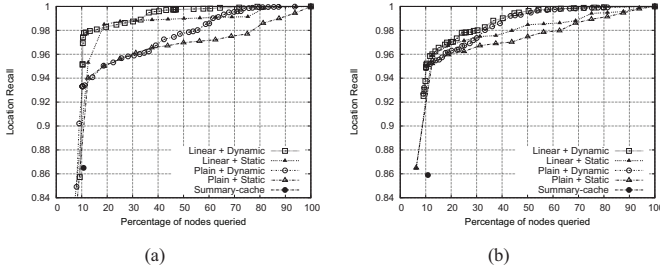 1
0.98
0.96
0.94
0.92
0.9
0.88
0.86
0.84
Location Recall
0 10 20 30 40 50 60 70 80 90 100
Percentage of nodes queried
Linear + Dynamic
Linear + Static
Plain + Dynamic
Plain + Static
Summary-cache
(a)
1
0.98
0.96
0.94
0.92
0.9
0.88
0.86
0.84
Location Recall
0 10 20 30 40 50 60 70 80 90 100
Percentage of nodes queried
Linear + Dynamic
Linear + Static
Plain + Dynamic
Plain + Static
Summary-cache
(b)